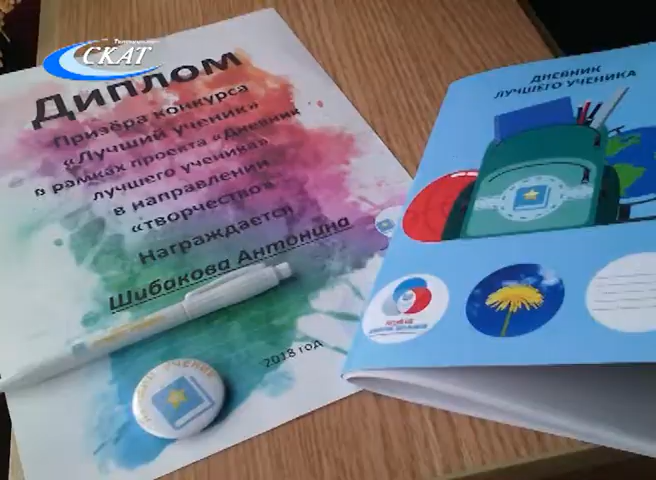 СКАТ
Диплом
Призёра конкурса
«Лучший ученик»
в рамках проекта «Дневник
лучшего ученика»
в направлении
«творчество»
Награждается
Шибакова Антонина
2018 год
ДНЕВНИК
ЛУЧШЕГО УЧЕНИКА